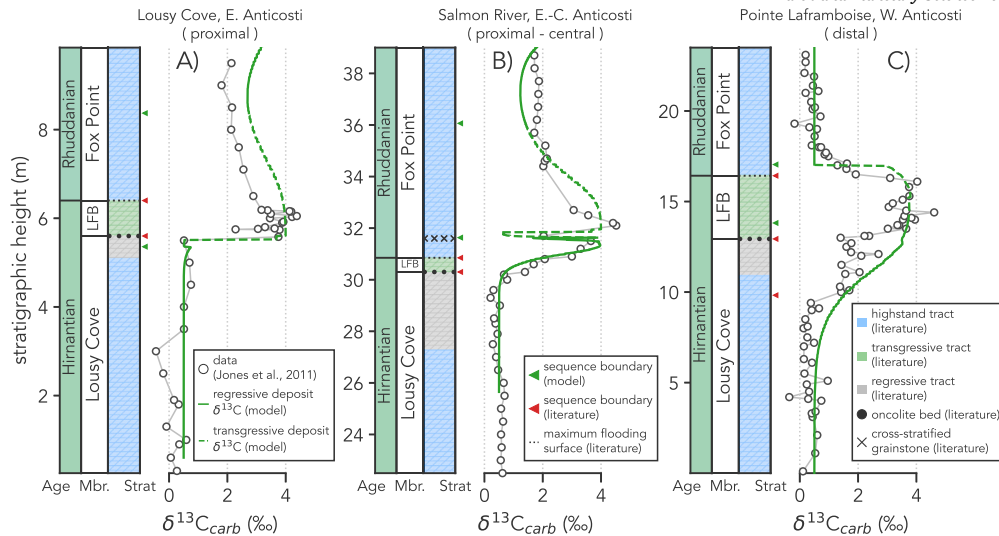 Lousy Cove, E. Anticosti
( proximal )
Salmon River, E.-C. Anticosti
( proximal - central )
Pointe Laframboise, W. Anticosti
( distal )
A)
B)
C)
stratigraphic height (m)
8
6
4
2
Rhuddanian
Hirnantian
Fox Point
LFB
Lousy Cove
data
(Jones et al., 2011)
regressive deposit
δ¹³C (model)
transgressive deposit
δ¹³C (model)
Age Mbr. Strat
0 2 4
δ¹³C_carb (‰)
38
36
34
32
30
28
26
24
Rhuddanian
Hirnantian
Fox Point
LFB
Lousy Cove
sequence boundary
(model)
sequence boundary
(literature)
maximum flooding
surface (literature)
Age Mbr. Strat
0 2 4
δ¹³C_carb (‰)
20
15
10
5
Rhuddanian
Hirnantian
Fox Point
LFB
Lousy Cove
highstand tract
(literature)
transgressive tract
(literature)
regressive tract
(literature)
oncolite bed (literature)
cross-stratified
grainstone (literature)
Age Mbr. Strat
0 2 4
δ¹³C_carb (‰)